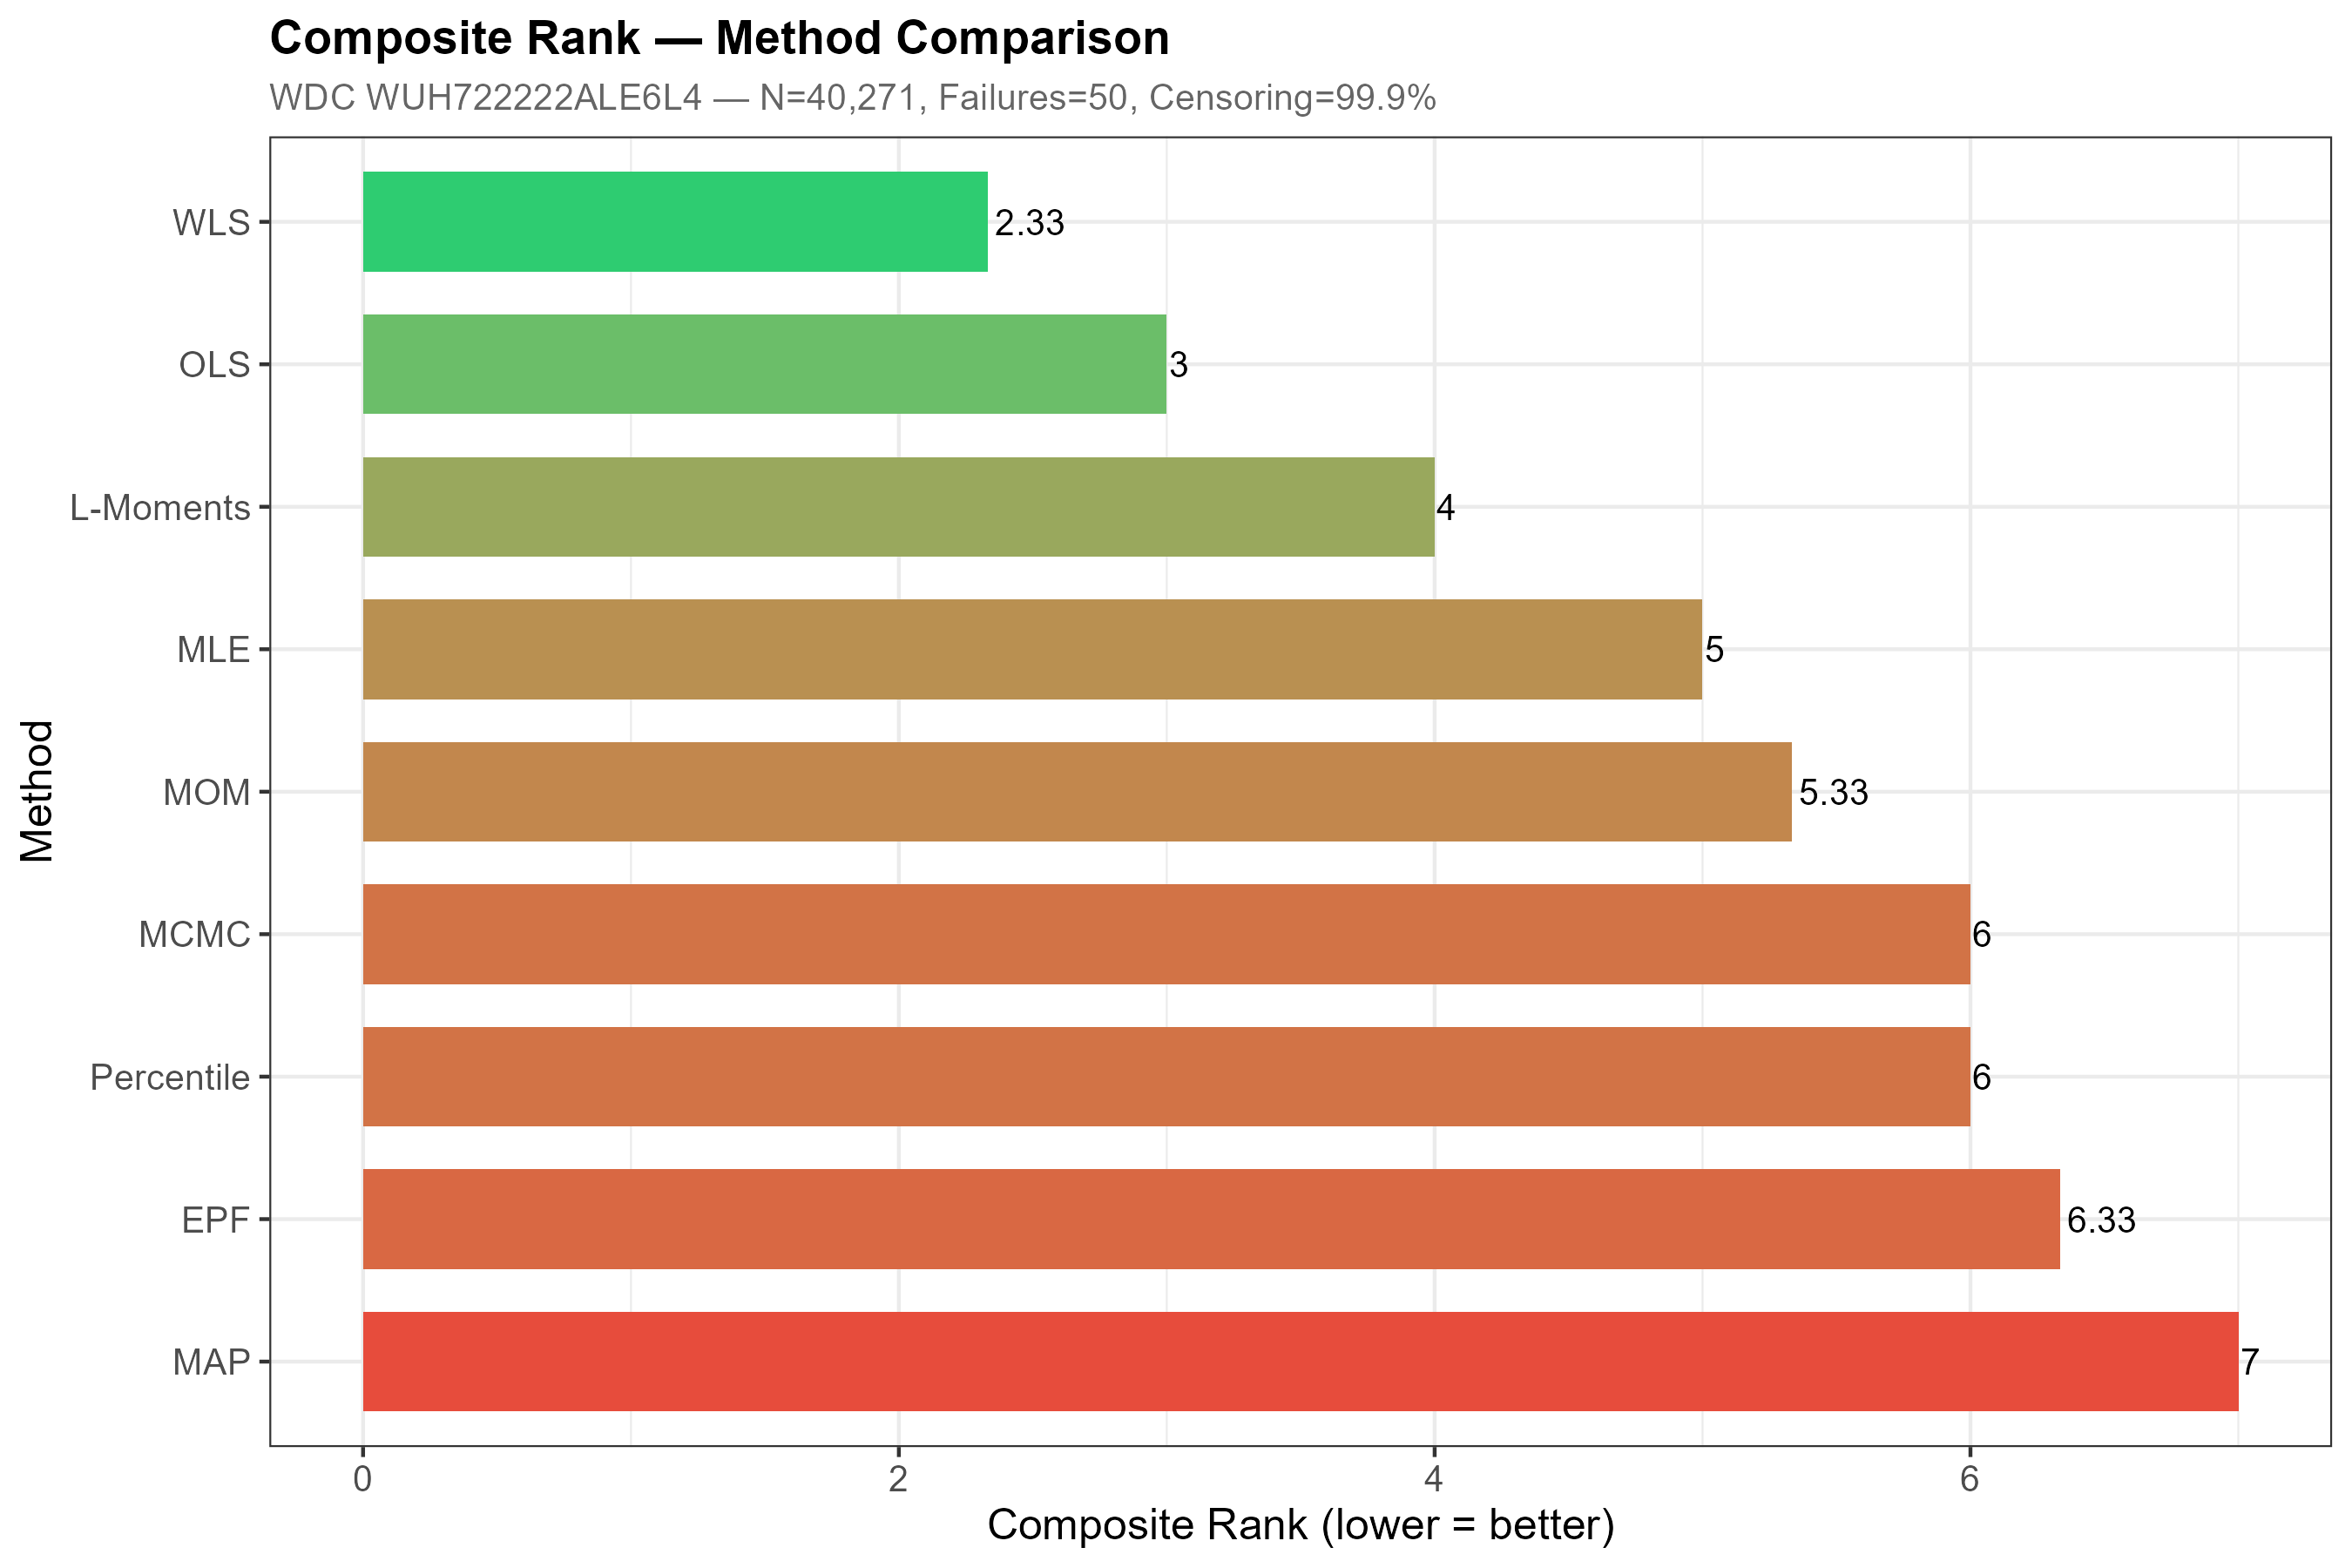 Composite Rank — Method Comparison
WDC WUH722222ALE6L4 — N=40,271, Failures=50, Censoring=99.9%
Method
WLS 2.33
OLS 3
L-Moments 4
MLE 5
MOM 5.33
MCMC 6
Percentile 6
EPF 6.33
MAP 7
0 2 4 6
Composite Rank (lower = better)